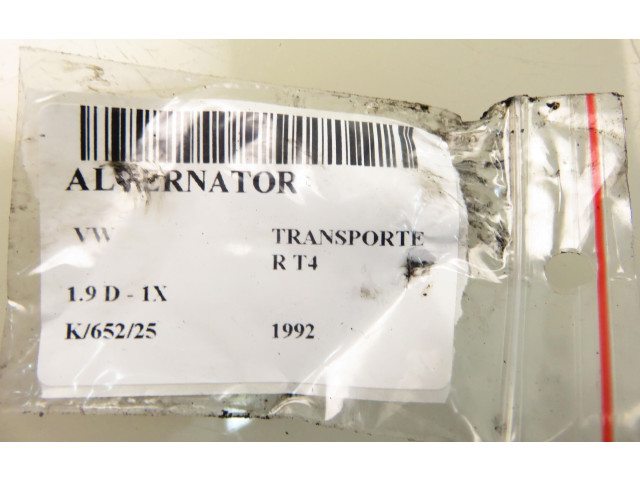 ALTERNATOR
VW TRANSPORTE
R T4
1.9 D - 1X
K/652/25 1992